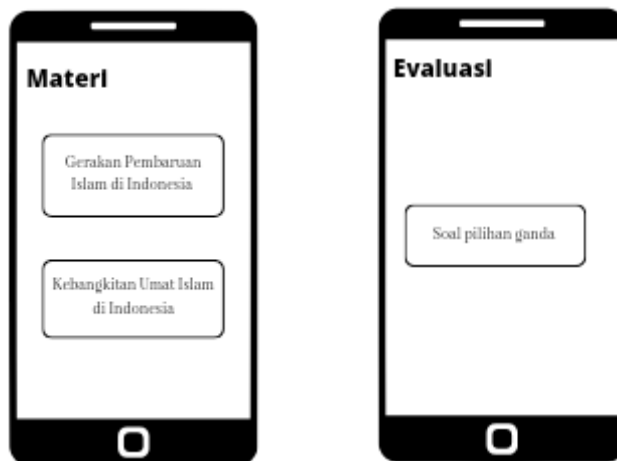 Materi
Gerakan Pembaruan
Islam di Indonesia
Kebangkitan Umat Islam
di Indonesia
Evaluasi
Soal pilihan ganda